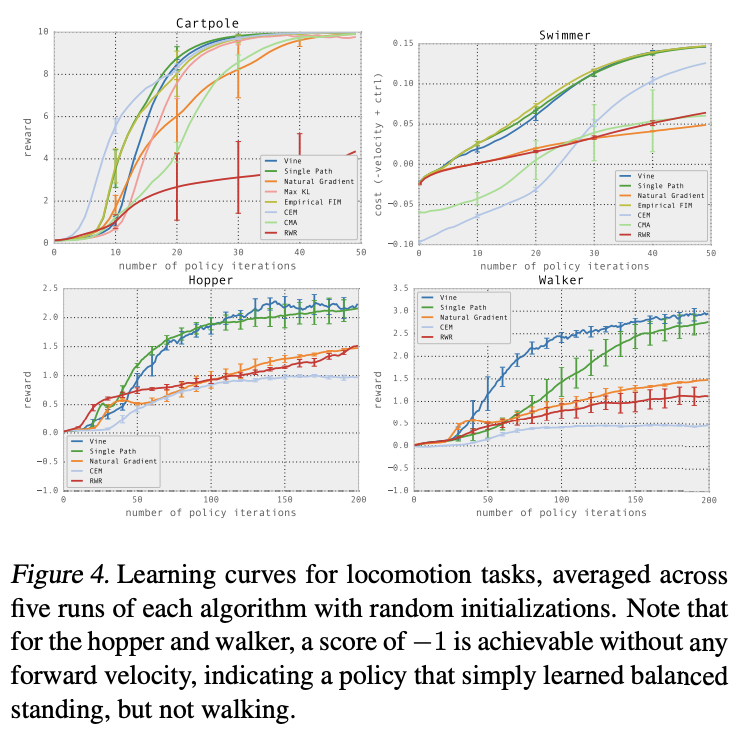 Cartpole
10
8
6
4
2
0
reward
Vine
Single Path
Natural Gradient
Max KL
Empirical FIM
CEM
CMA
RWR
0 10 20 30 40 50
number of policy iterations
Swimmer
0.15
0.10
0.05
0.00
−0.05
−0.10
cost (-velocity + ctrl)
Vine
Single Path
Natural Gradient
Empirical FIM
CEM
CMA
RWR
0 10 20 30 40 50
number of policy iterations
Hopper
2.5
2.0
1.5
1.0
0.5
0.0
−0.5
−1.0
reward
Vine
Single Path
Natural Gradient
CEM
RWR
0 50 100 150 200
number of policy iterations
Walker
3.5
3.0
2.5
2.0
1.5
1.0
0.5
0.0
−0.5
−1.0
reward
Vine
Single Path
Natural Gradient
CEM
RWR
0 50 100 150 200
number of policy iterations
Figure 4. Learning curves for locomotion tasks, averaged across
five runs of each algorithm with random initializations. Note that
for the hopper and walker, a score of −1 is achievable without any
forward velocity, indicating a policy that simply learned balanced
standing, but not walking.